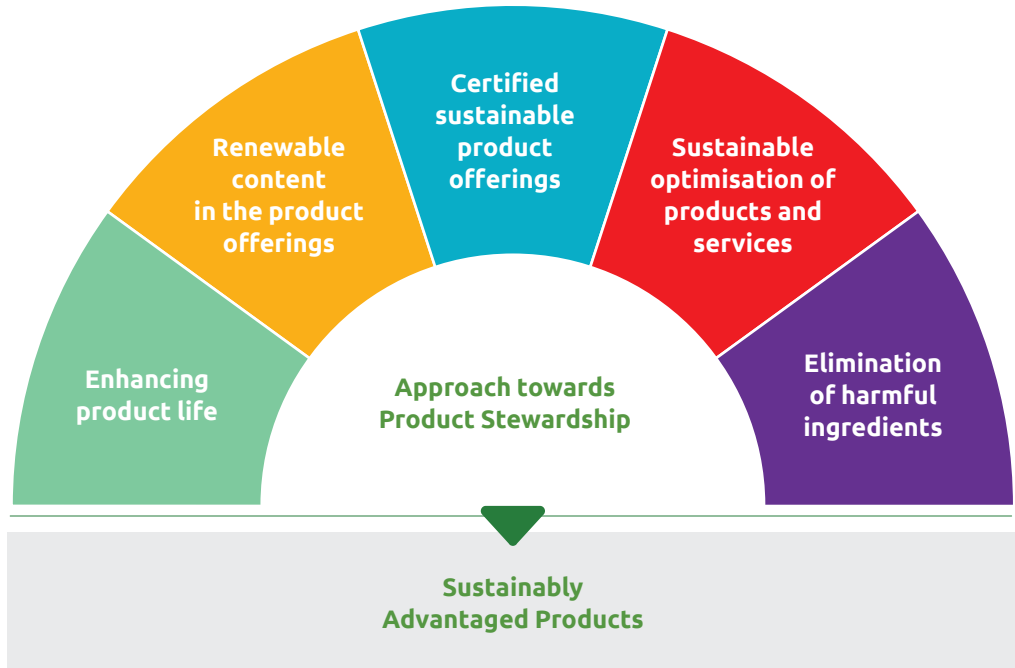 Certified
sustainable
product
offerings
Renewable
content
in the product
offerings
Sustainable
optimisation of
products and
services
Enhancing
product life
Approach towards
Product Stewardship
Elimination
of harmful
ingredients
Sustainably
Advantaged Products